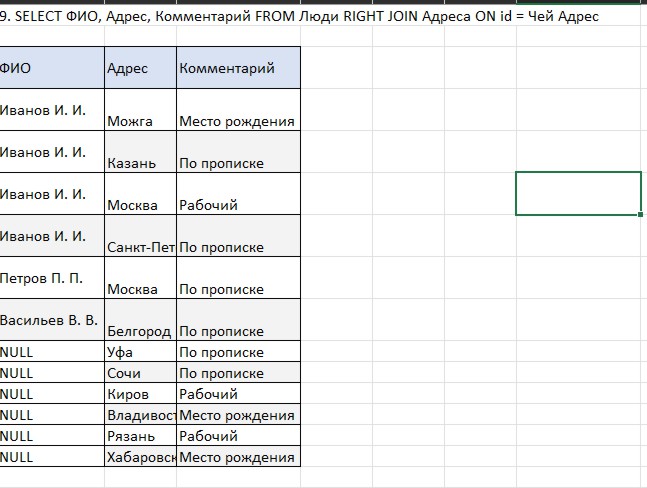 9. SELECT ФИО, Адрес, Комментарий FROM Люди RIGHT JOIN Адреса ON id = Чей Адрес
ФИО Адрес Комментарий
Иванов И. И. Можга Место рождения
Иванов И. И. Казань По прописке
Иванов И. И. Москва Рабочий
Иванов И. И. Санкт-Пет По прописке
Петров П. П. Москва По прописке
Васильев В. В. Белгород По прописке
NULL Уфа По прописке
NULL Сочи По прописке
NULL Киров Рабочий
NULL Владивост Место рождения
NULL Рязань Рабочий
NULL Хабаровск Место рождения